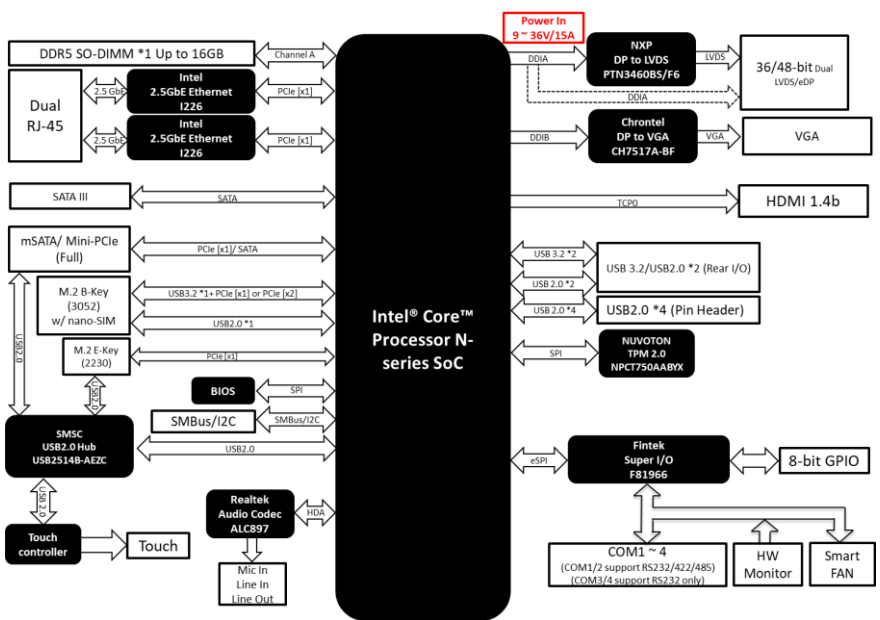 Power In
9 ~ 36V/15A
DDR5 SO-DIMM *1 Up to 16GB
Channel A
Dual
RJ-45
2.5 GbE
Intel
2.5GbE Ethernet
I226
PCIe [x1]
2.5 GbE
Intel
2.5GbE Ethernet
I226
PCIe [x1]
SATA III
SATA
mSATA/ Mini-PCIe
(Full)
PCIe [x1]/ SATA
M.2 B-Key
(3052)
w/ nano-SIM
USB3.2 *1+ PCIe [x1] or PCIe [x2]
USB2.0 *1
USB2.0
M.2 E-Key
(2230)
PCIe[x1]
USB2.0
BIOS
SPI
SMBus/I2C
SMBus/I2C
SMSC
USB2.0 Hub
USB2514B-AEZC
USB2.0
USB 2.0
Touch
controller
Touch
Realtek
Audio Codec
ALC897
HDA
Mic In
Line In
Line Out
Intel® Core™
Processor N-
series SoC
DDIA
NXP
DP to LVDS
PTN3460BS/F6
LVDS
36/48-bit Dual
LVDS/eDP
DDIA
DDIB
Chrontel
DP to VGA
CH7517A-BF
VGA
VGA
TCP0
HDMI 1.4b
USB 3.2 *2
USB 2.0 *2
USB 3.2/USB2.0 *2 (Rear I/O)
USB 2.0 *4
USB2.0 *4 (Pin Header)
SPI
NUVOTON
TPM 2.0
NPCT750AABYX
eSPI
Fintek
Super I/O
F81966
8-bit GPIO
COM1 ~ 4
(COM1/2 support RS232/422/485)
(COM3/4 support RS232 only)
HW
Monitor
Smart
FAN